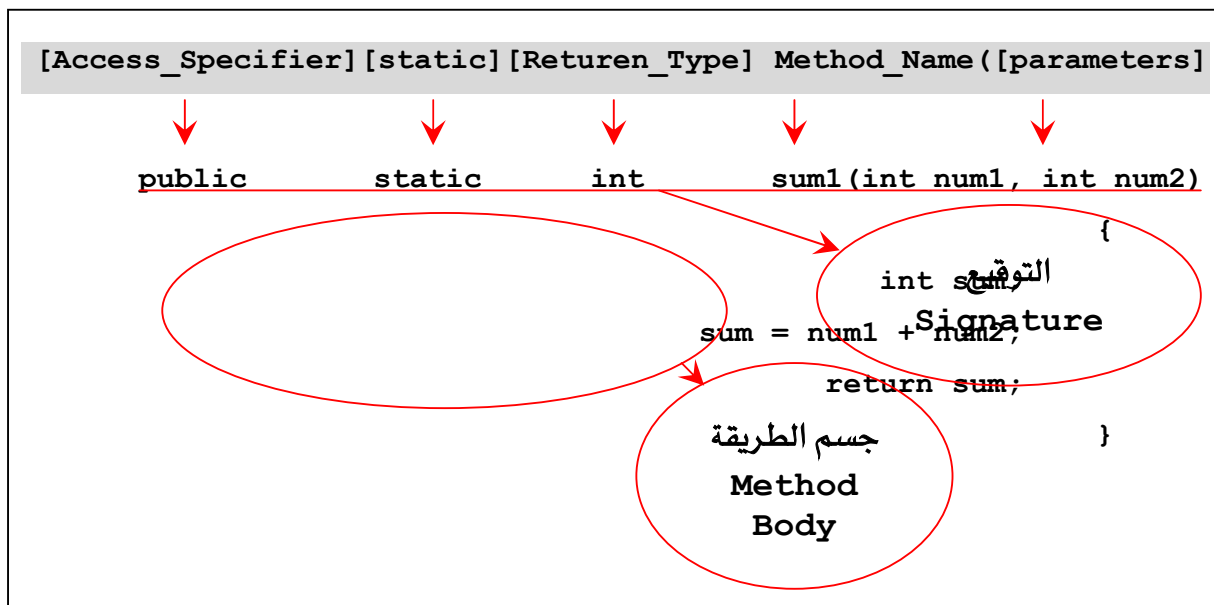 [Access_Specifier][static][Returen_Type] Method_Name([parameters]
public static int sum1(int num1, int num2)
{
int sum;
التوقيع
Signature
sum = num1 + num2;
return sum;
}
جسم الطريقة
Method
Body